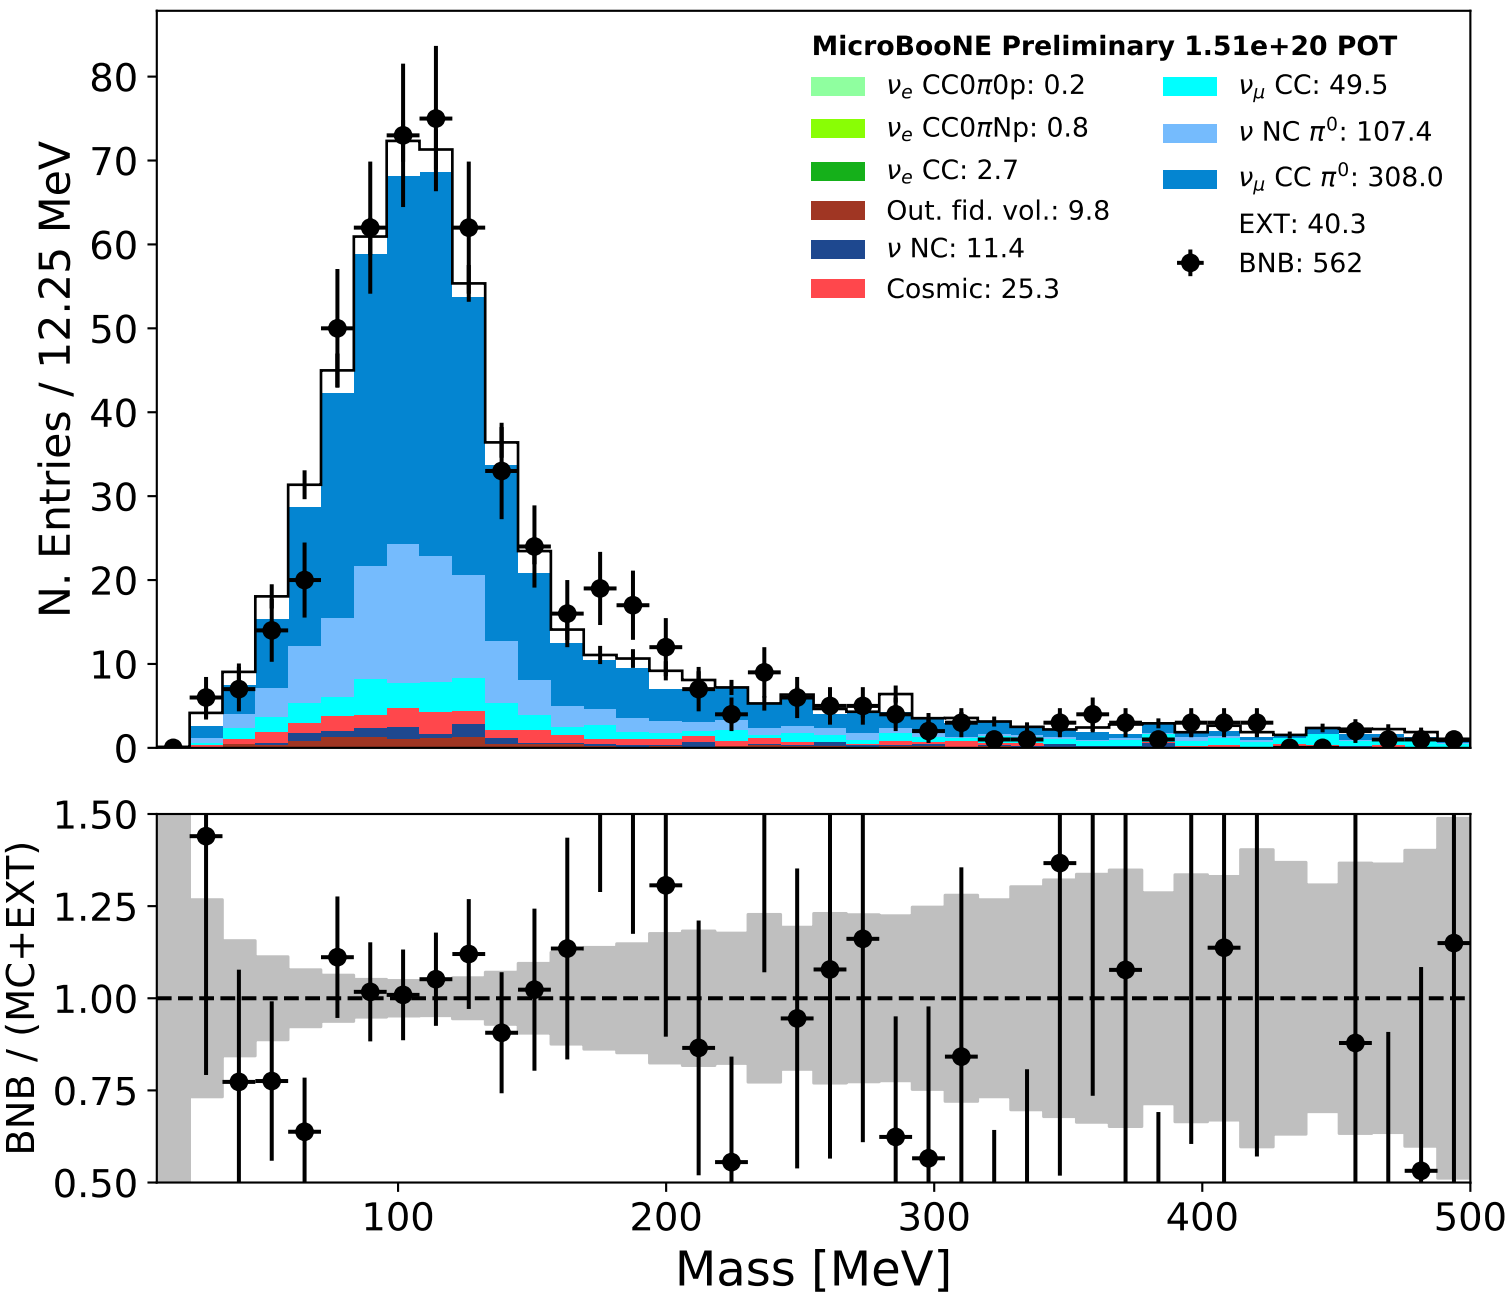 MicroBooNE Preliminary 1.51e+20 POT
νe CC0π0p: 0.2
νe CC0πNp: 0.8
νe CC: 2.7
Out. fid. vol.: 9.8
ν NC: 11.4
Cosmic: 25.3
νμ CC: 49.5
ν NC π⁰: 107.4
νμ CC π⁰: 308.0
EXT: 40.3
BNB: 562
N. Entries / 12.25 MeV
80
70
60
50
40
30
20
10
0
BNB / (MC+EXT)
1.50
1.25
1.00
0.75
0.50
100 200 300 400 500
Mass [MeV]